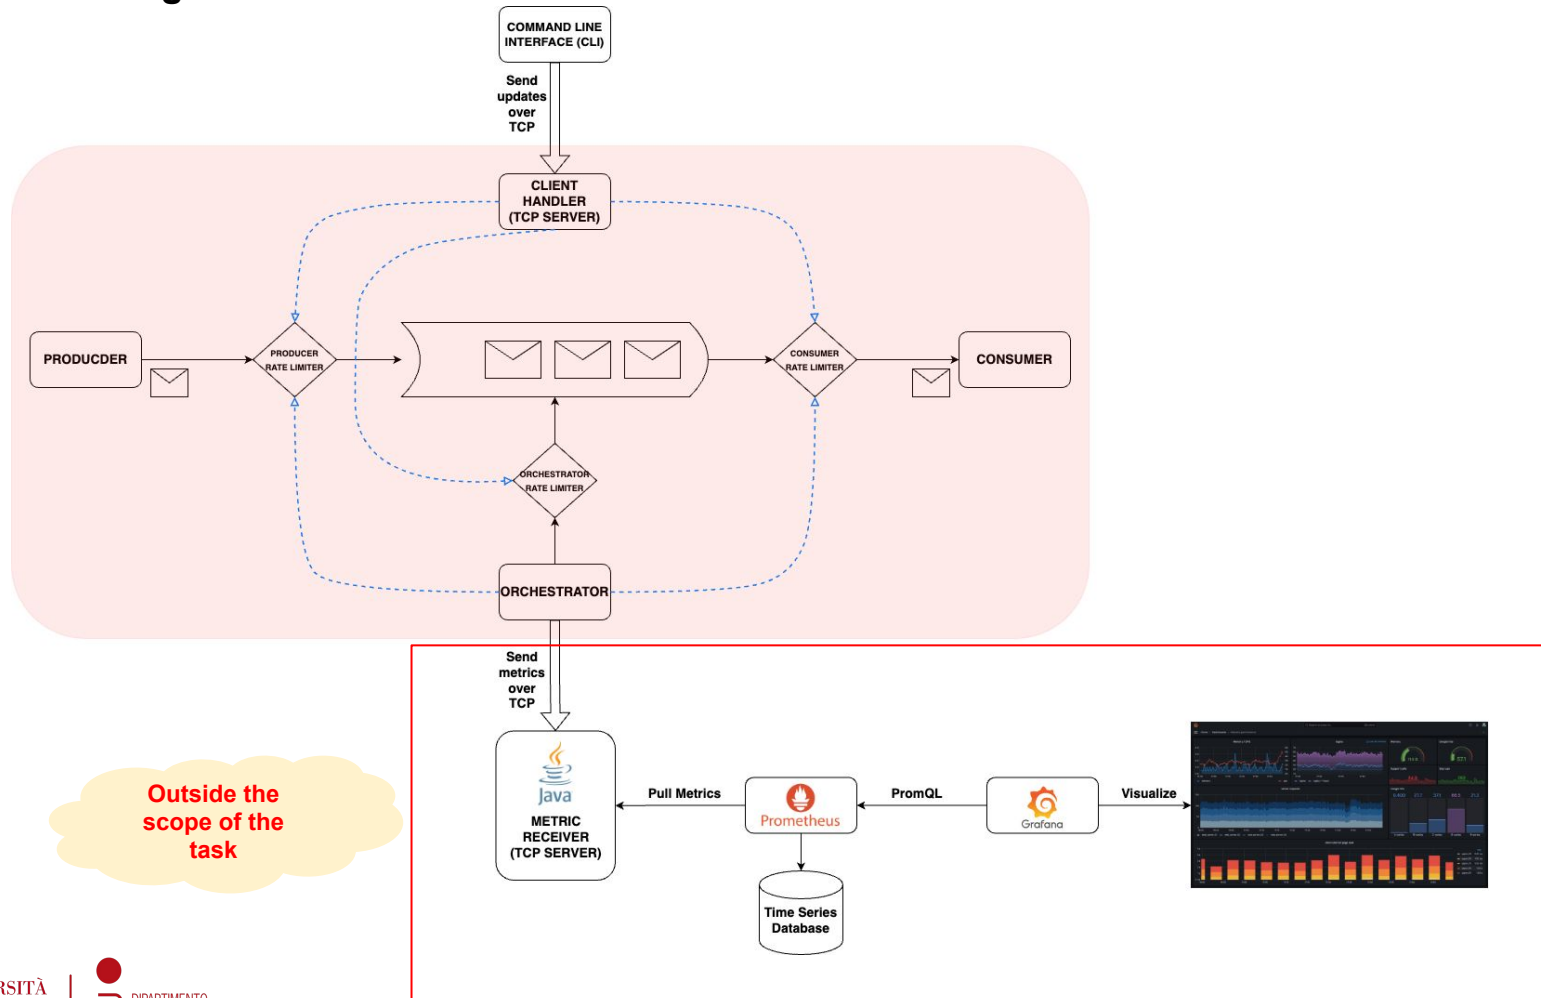 COMMAND LINE
INTERFACE (CLI)
Send
updates
over
TCP
CLIENT
HANDLER
(TCP SERVER)
PRODUCDER
PRODUCER
RATE LIMITER
CONSUMER
RATE LIMITER
CONSUMER
ORCHESTRATOR
RATE LIMITER
ORCHESTRATOR
Send
metrics
over
TCP
Outside the
scope of the
task
Java
METRIC
RECEIVER
(TCP SERVER)
Pull Metrics
Prometheus
PromQL
Grafana
Visualize
Time Series
Database